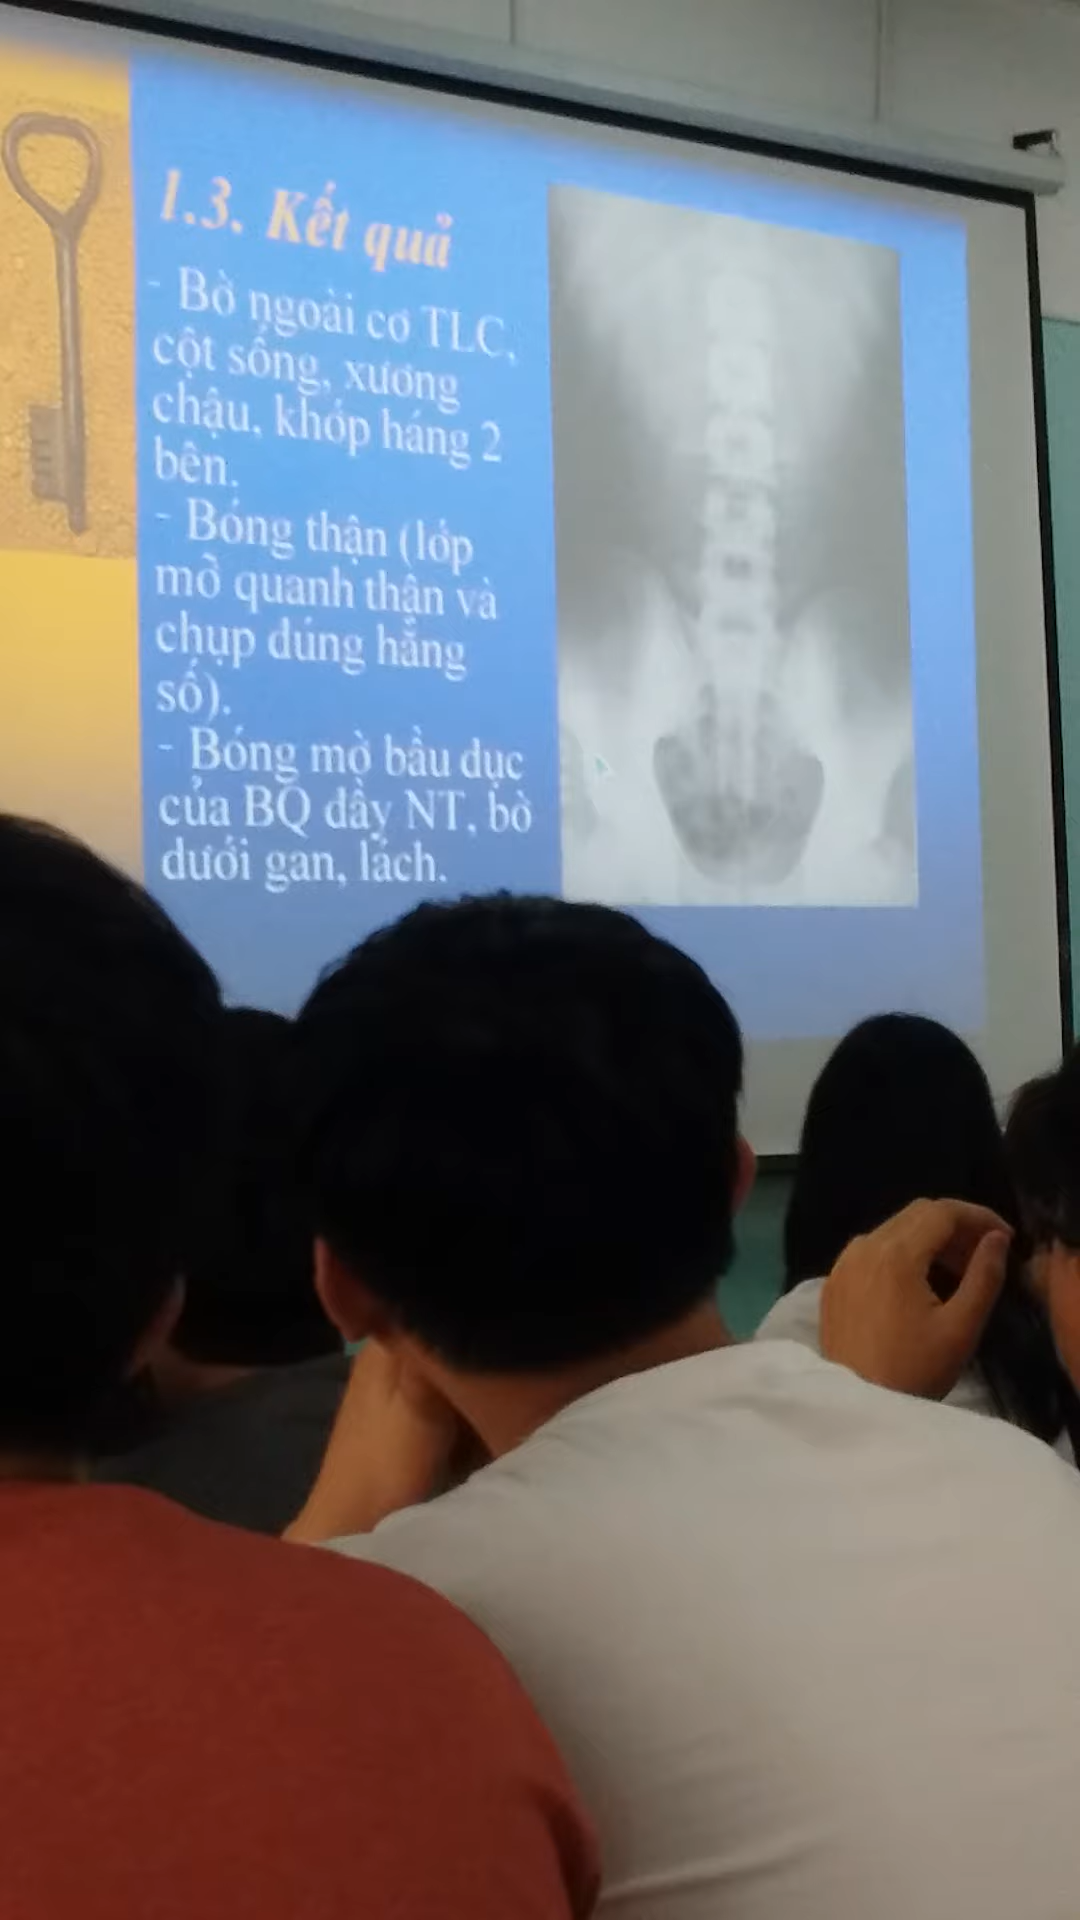 1.3. Kết quả
- Bờ ngoài cơ TLC,
cột sống, xương
chậu, khớp háng 2
bên.
- Bóng thận (lớp
mỡ quanh thận và
chụp đúng hằng
số).
- Bóng mờ bầu dục
của BQ đầy NT, bờ
dưới gan, lách.